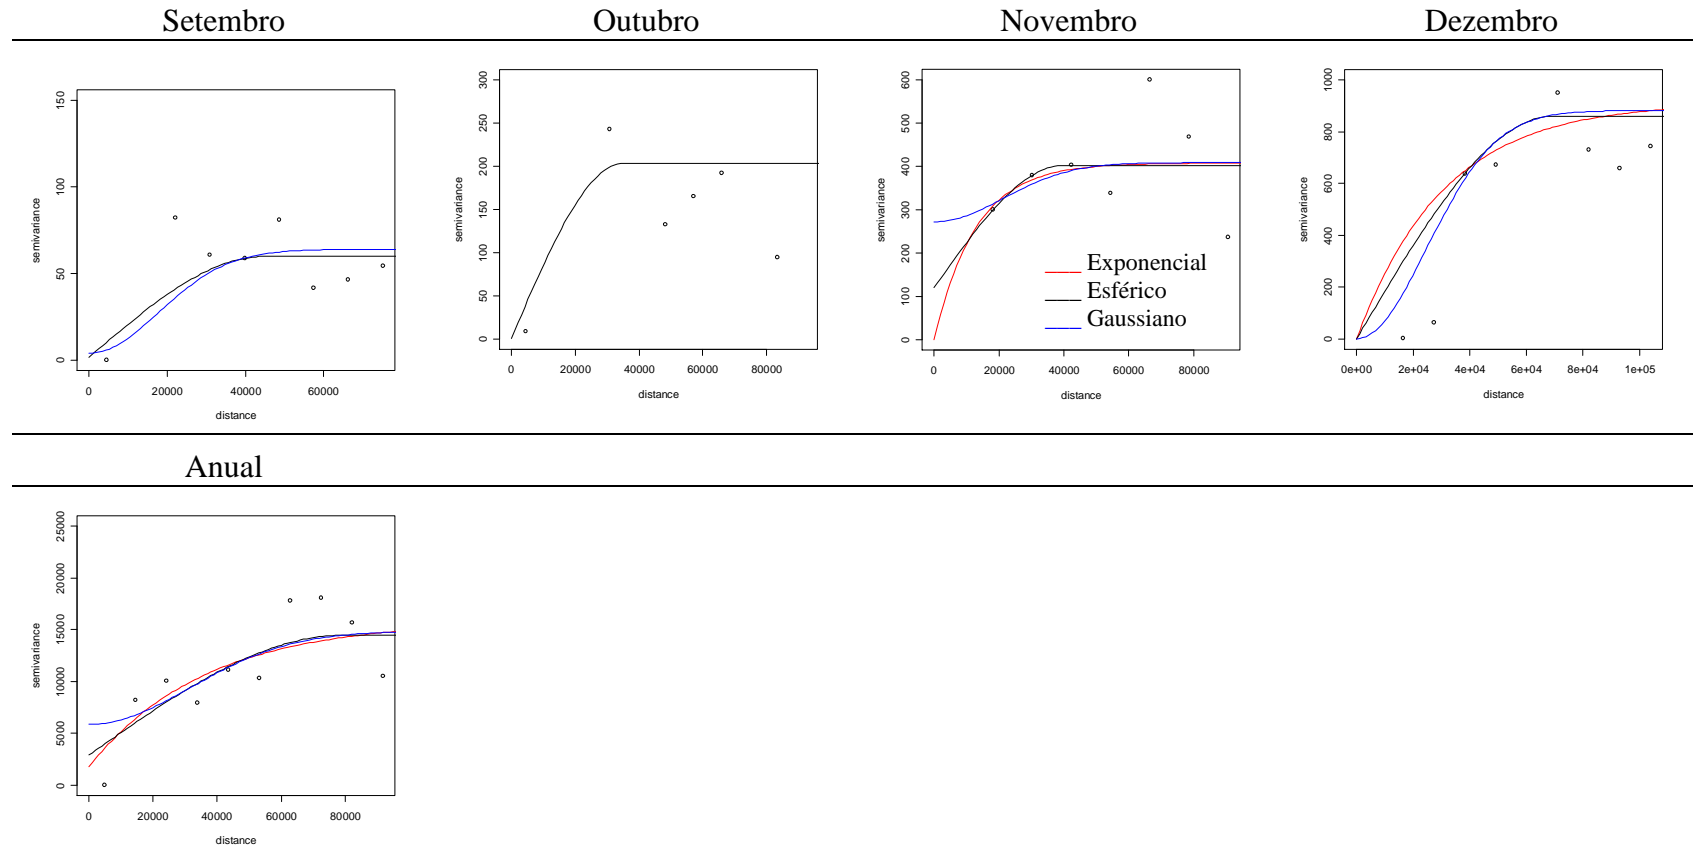 Setembro Outubro Novembro Dezembro
semivariance
0 50 100 150
0 20000 40000 60000
distance
semivariance
0 50 100 150 200 250 300
0 20000 40000 60000 80000
distance
semivariance
0 100 200 300 400 500 600
Exponencial
Esférico
Gaussiano
0 20000 40000 60000 80000
distance
semivariance
0 200 400 600 800 1000
0e+00 2e+04 4e+04 6e+04 8e+04 1e+05
distance
Anual
semivariance
0 5000 10000 15000 20000 25000
0 20000 40000 60000 80000
distance